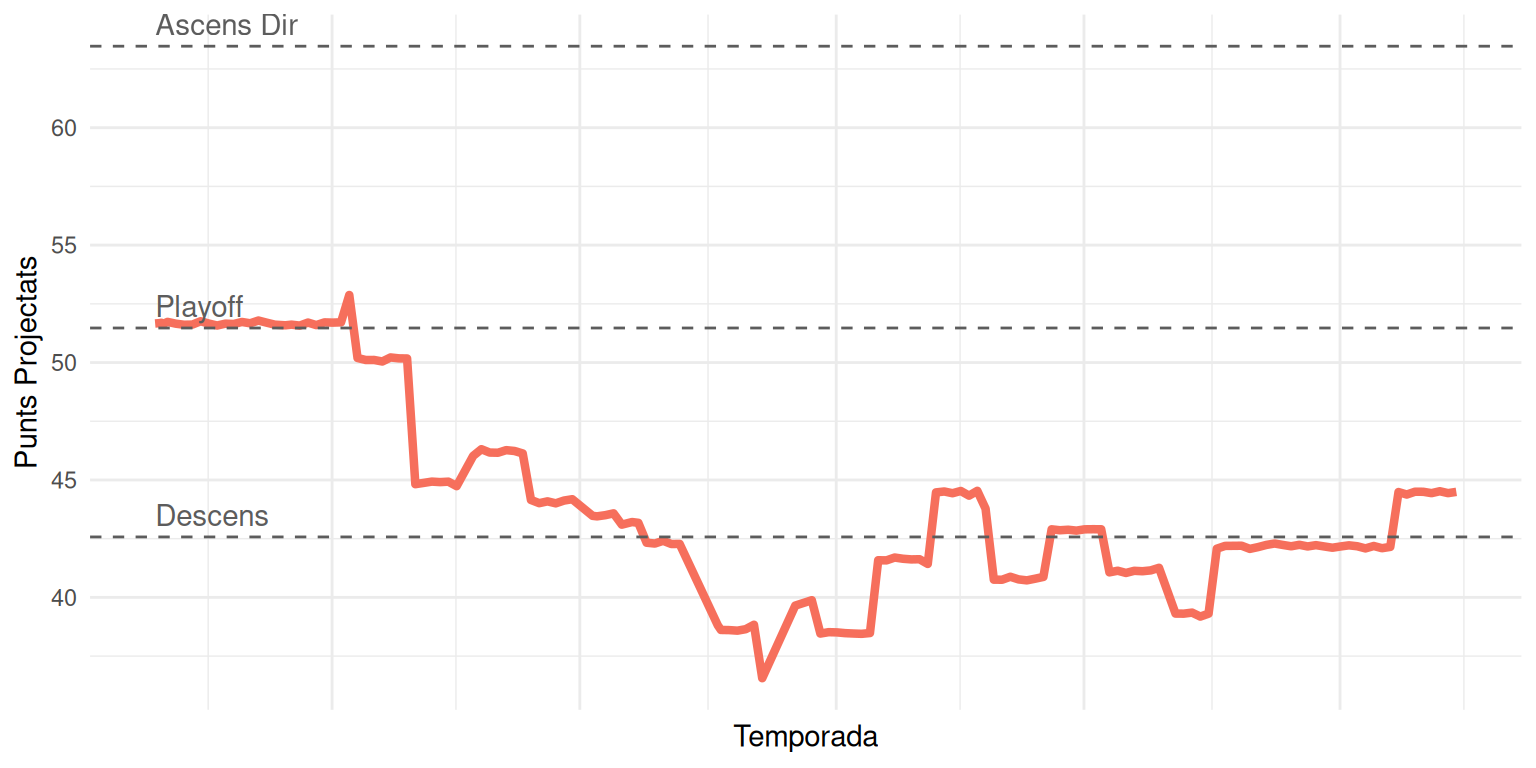 Ascens Dir
60
55
Playoff
50
45
Descens
40
Punts Projectats
Temporada